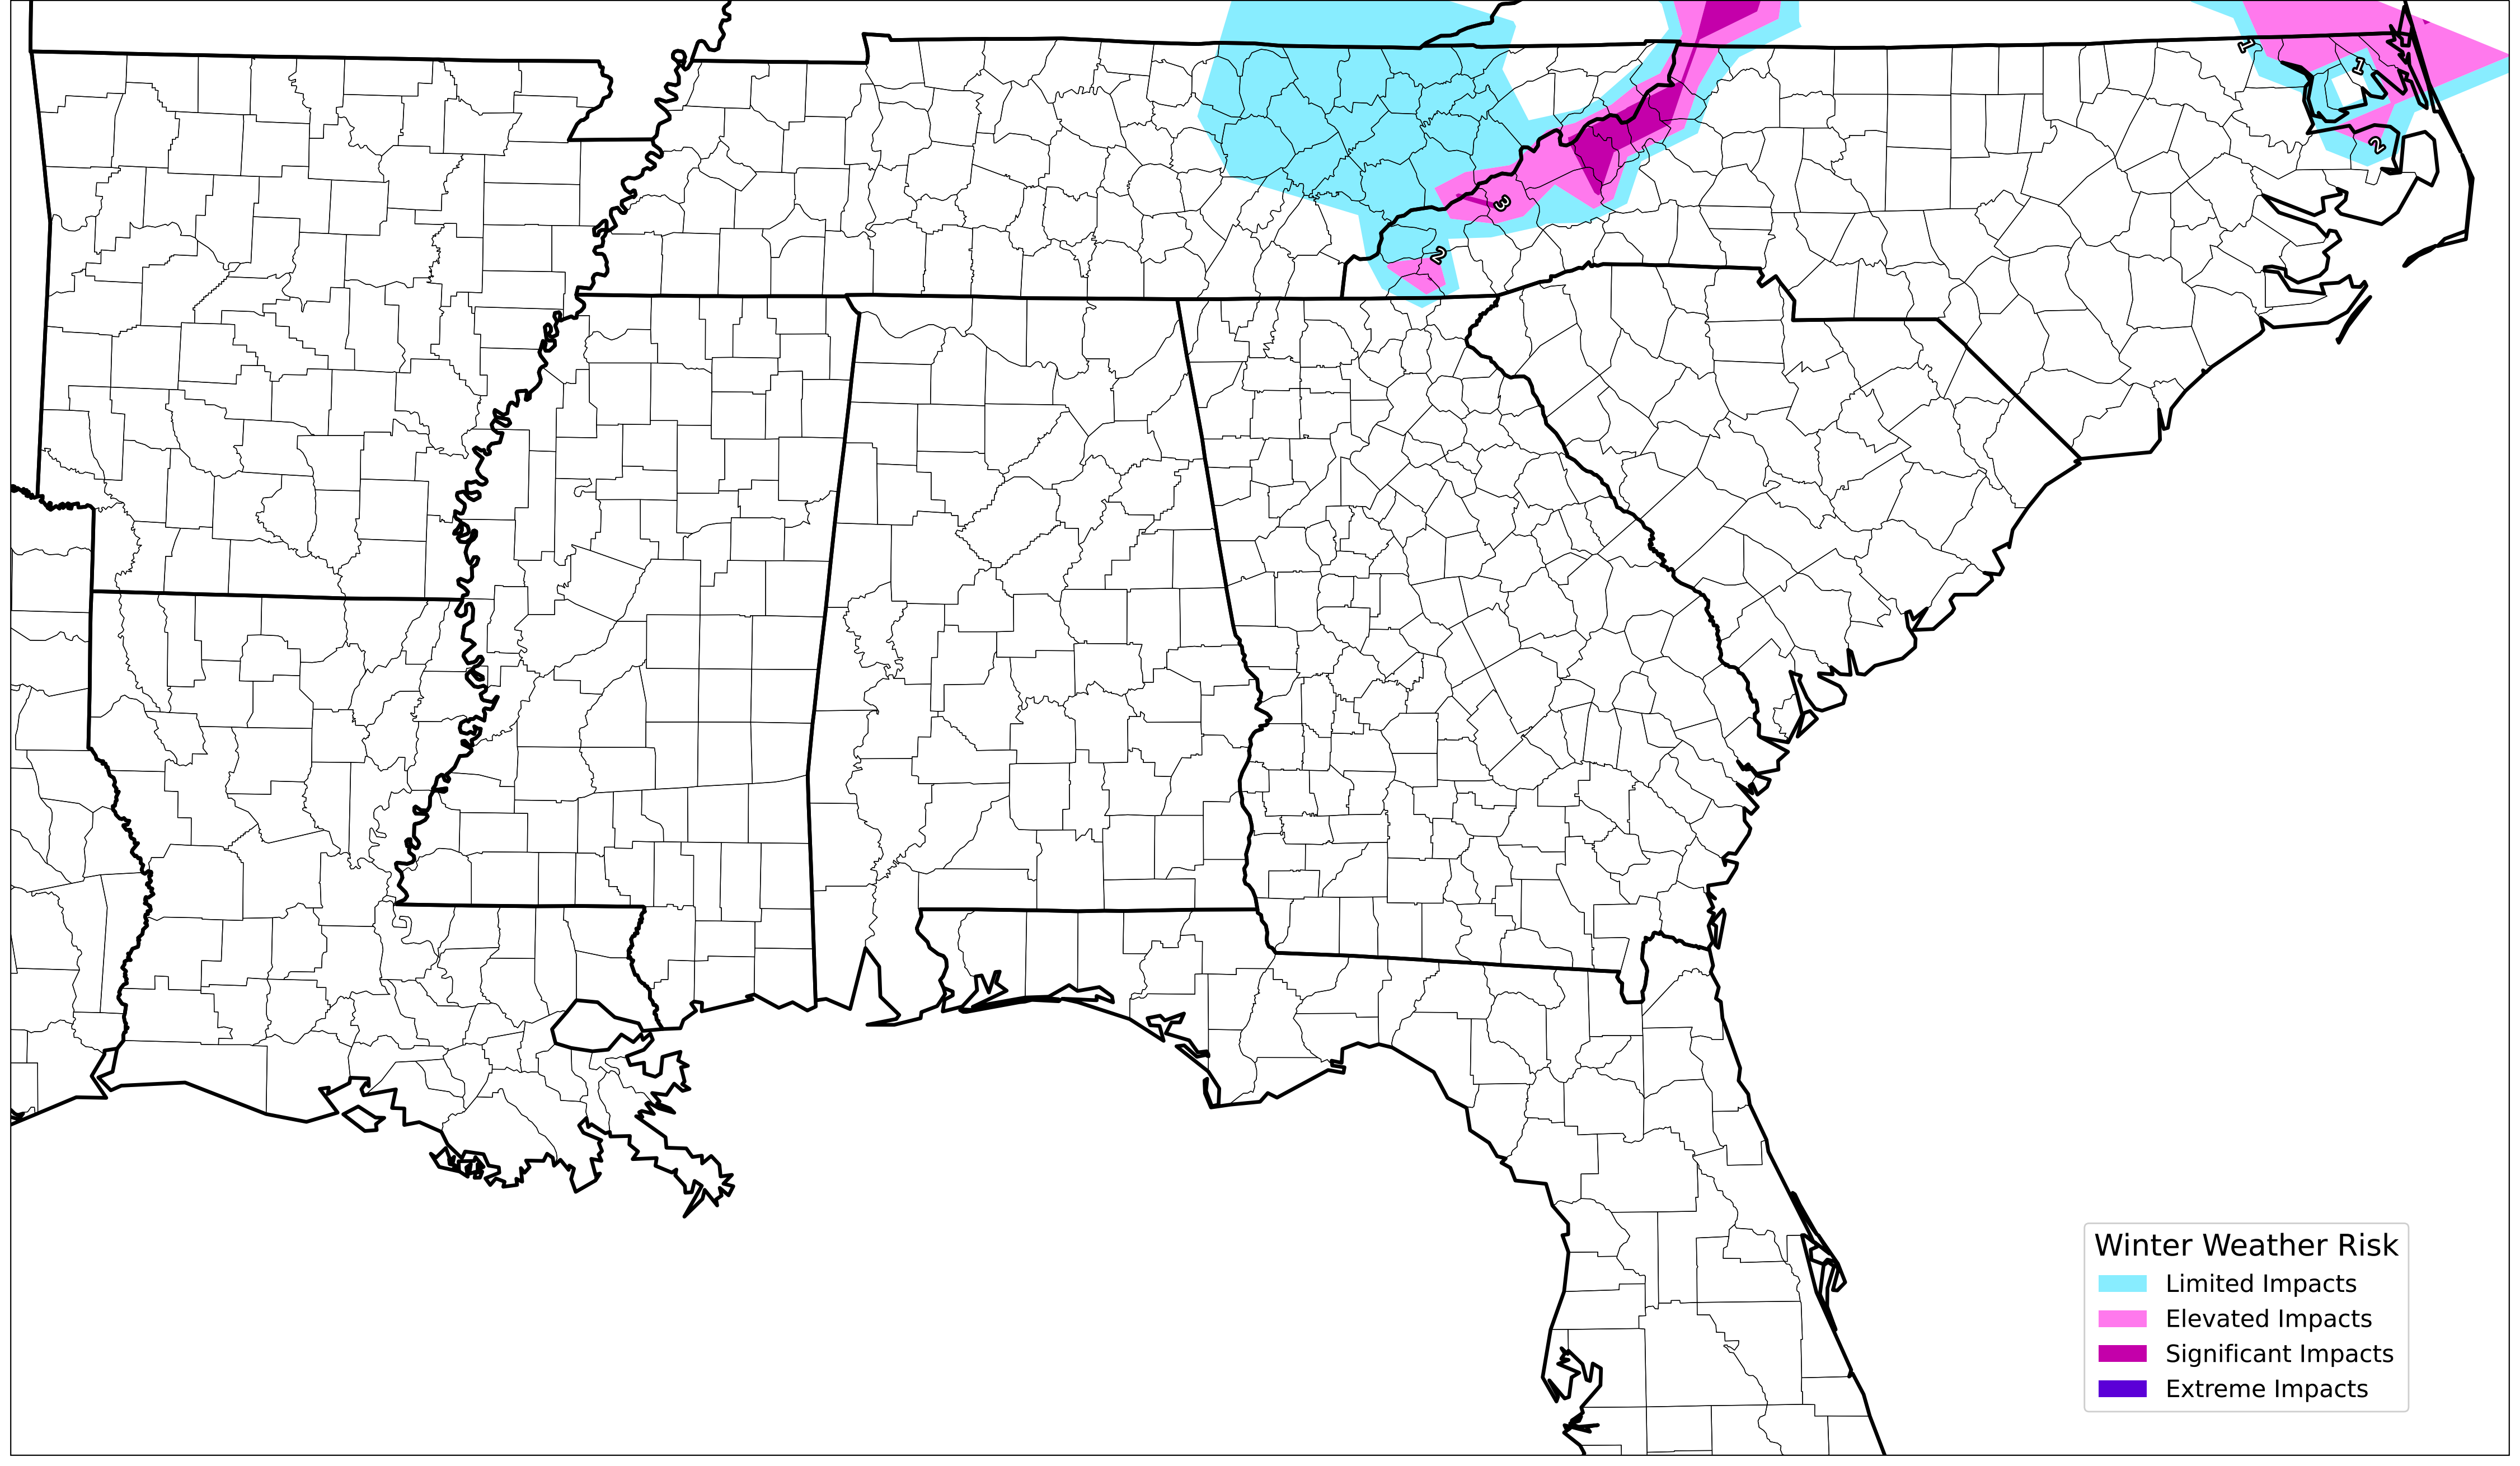 1
1
2
3
2
Winter Weather Risk
Limited Impacts
Elevated Impacts
Significant Impacts
Extreme Impacts